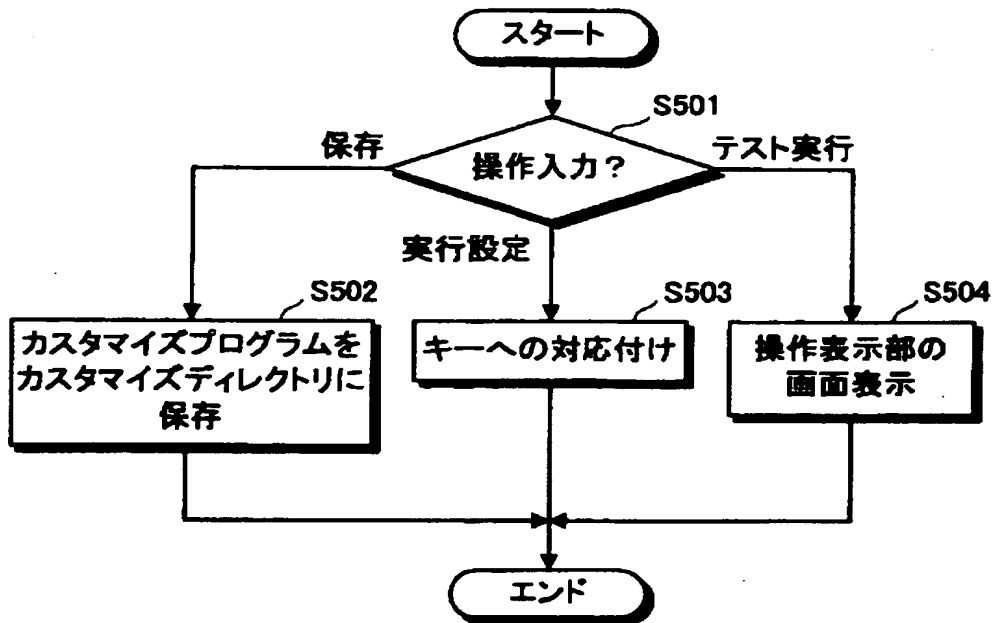 スタート
S501
保存
操作入力?
テスト実行
実行設定
S502
カスタマイズプログラムを
カスタマイズディレクトリに
保存
S503
キーへの対応付け
S504
操作表示部の
画面表示
エンド